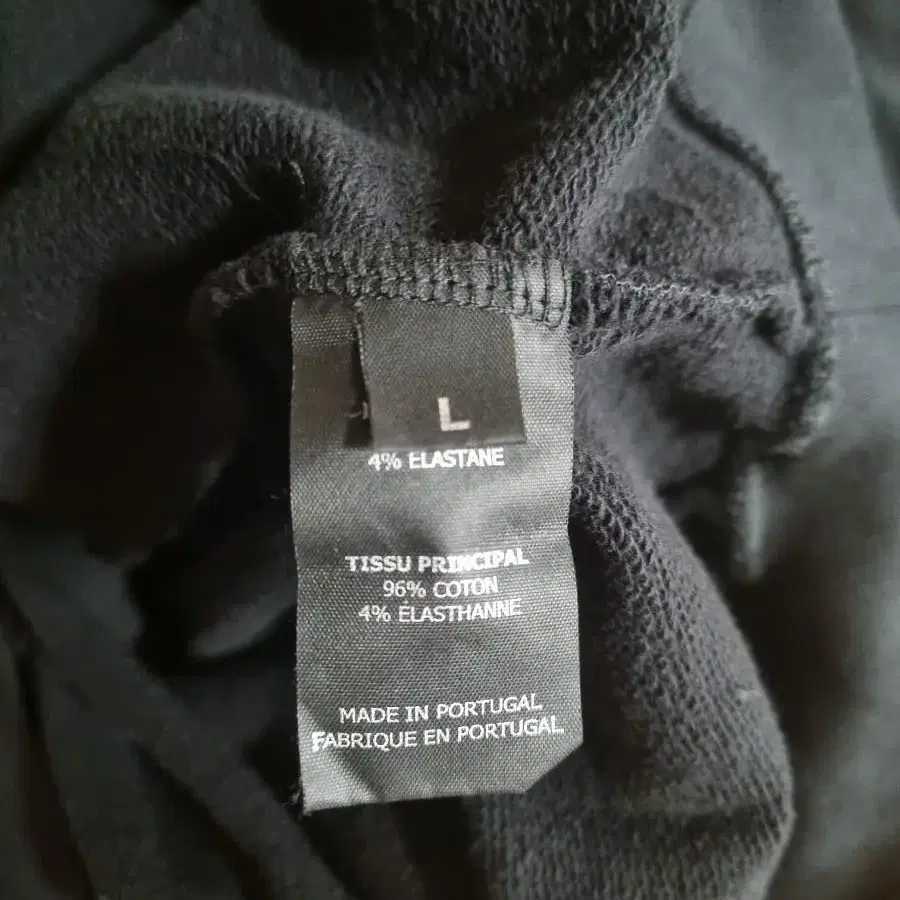 L
4% ELASTANE
TISSU PRINCIPAL
96% COTON
4% ÉLASTHANNE
MADE IN PORTUGAL
FABRIQUE EN PORTUGAL